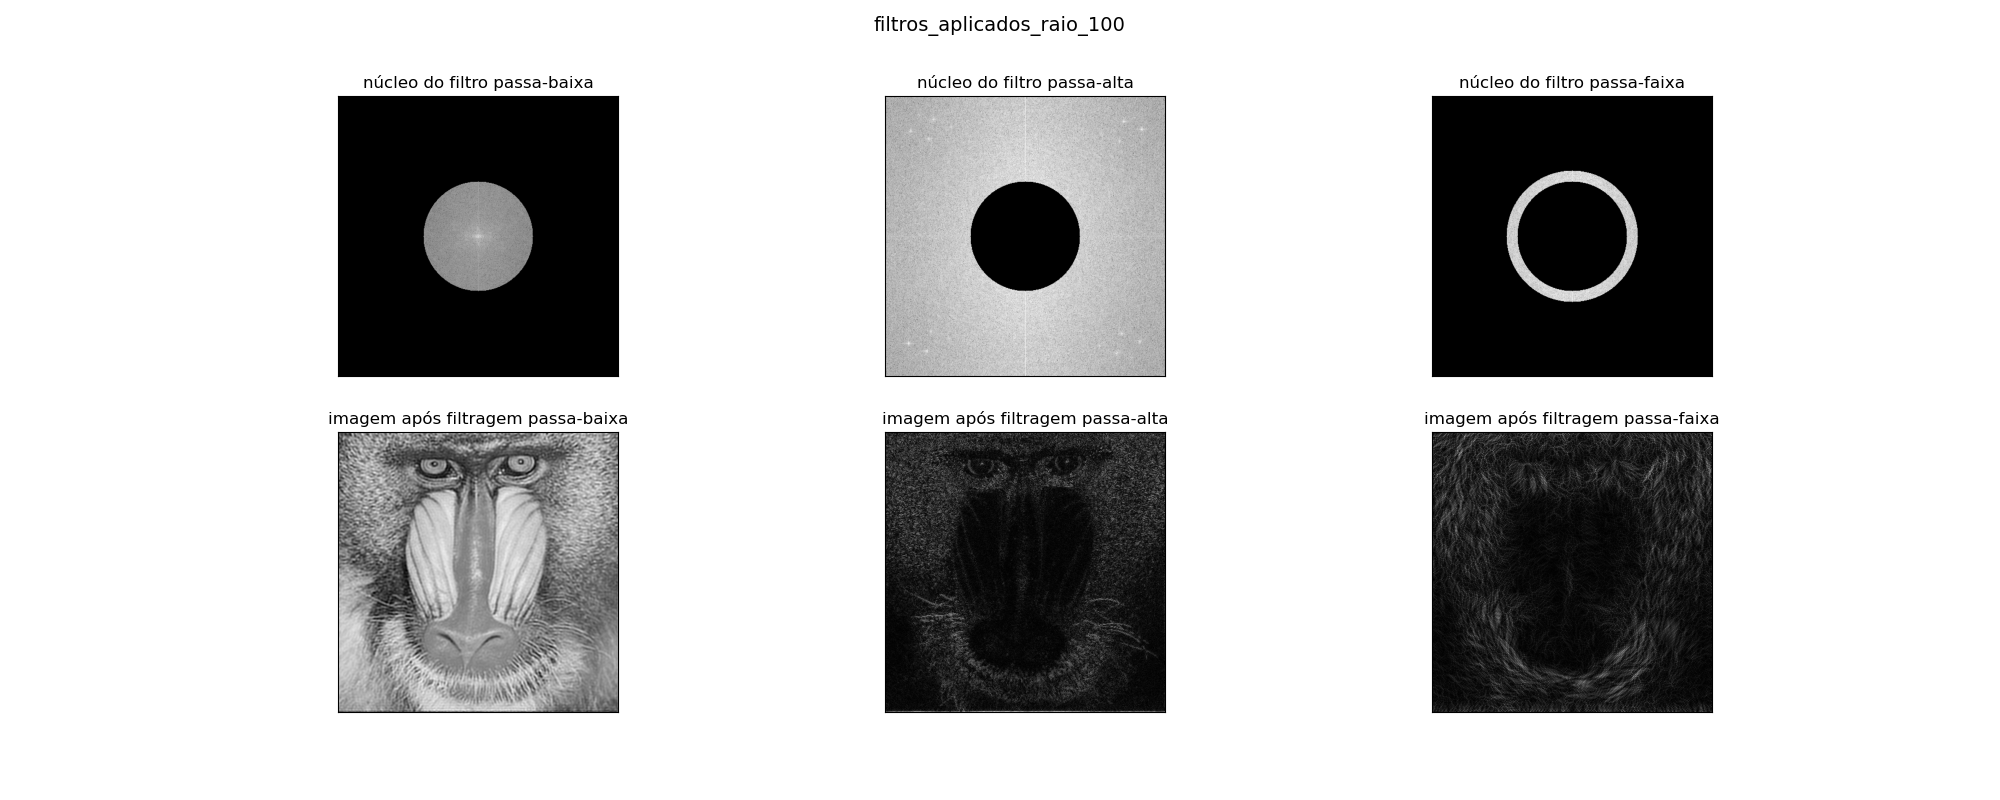 filtros_aplicados_raio_100
núcleo do filtro passa-baixa
núcleo do filtro passa-alta
núcleo do filtro passa-faixa
imagem após filtragem passa-baixa
imagem após filtragem passa-alta
imagem após filtragem passa-faixa